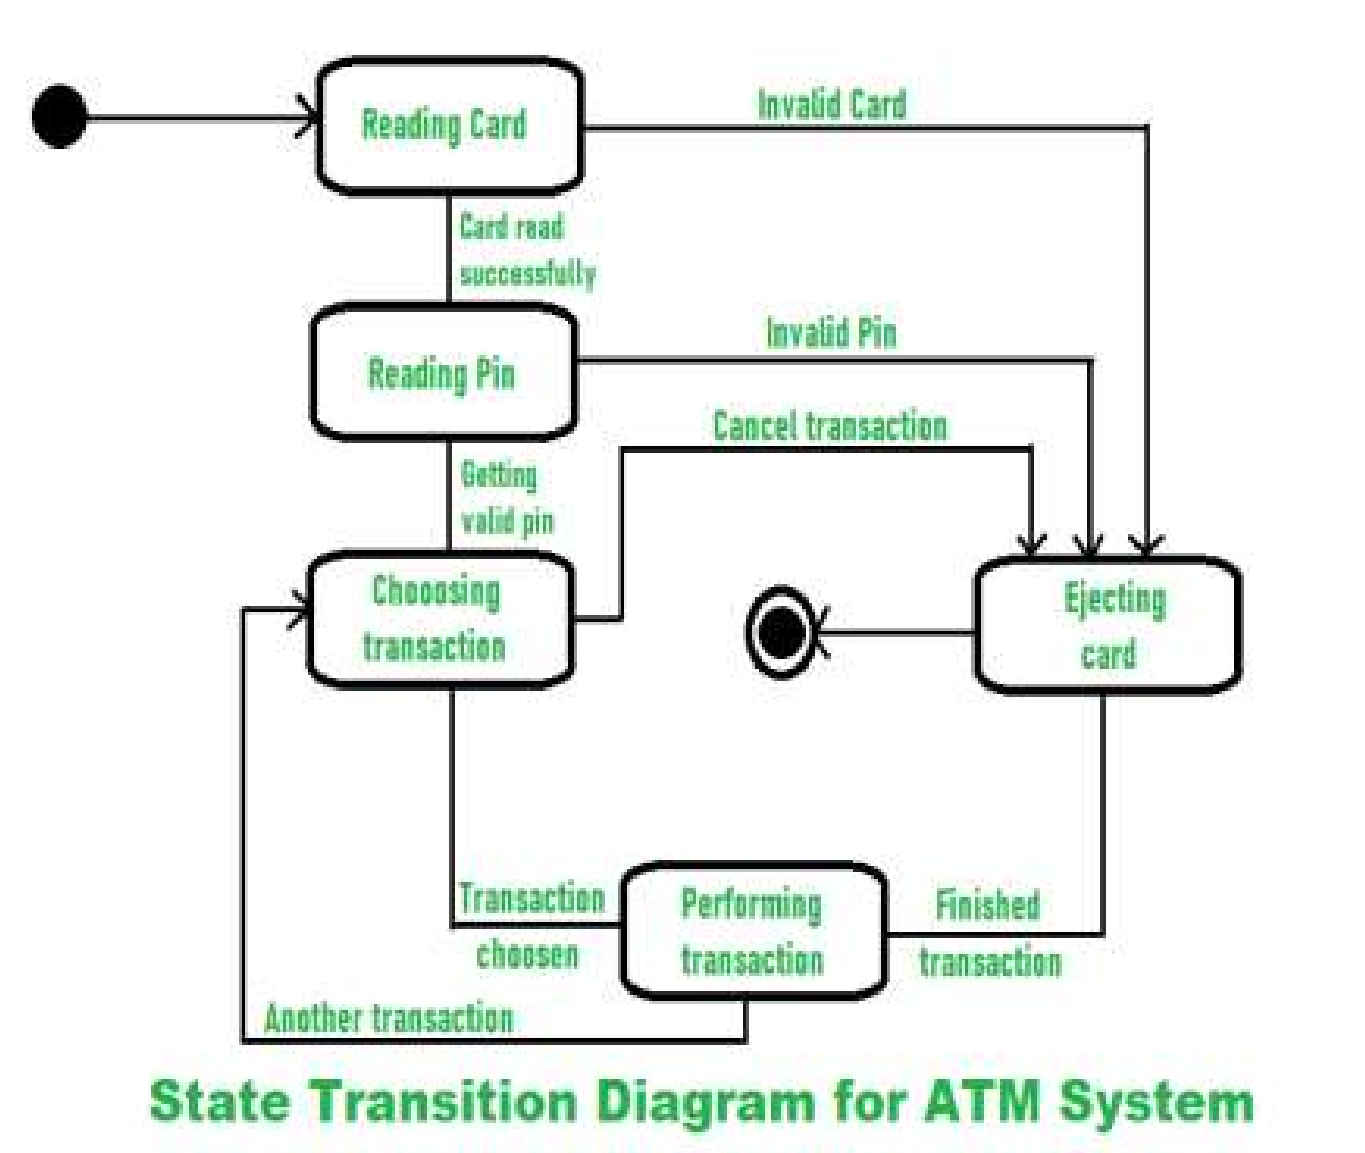 Reading Card
Invalid Card
Card read
successfully
Reading Pin
Invalid Pin
Cancel transaction
Getting
valid pin
Chooosing
transaction
Ejecting
card
Transaction
choosen
Performing
transaction
Finished
transaction
Another transaction
State Transition Diagram for ATM System